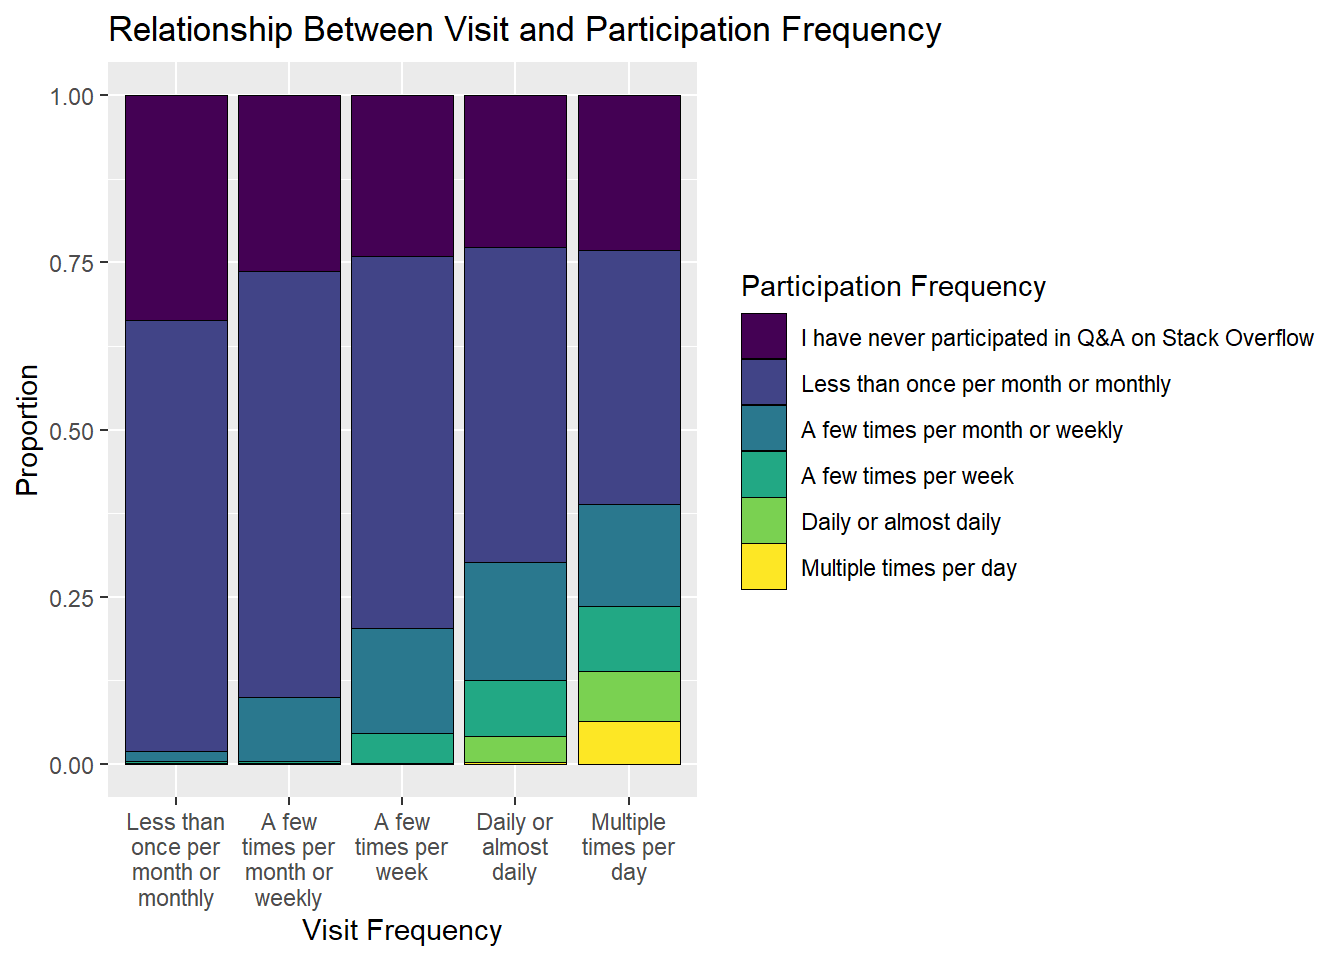 Relationship Between Visit and Participation Frequency
1.00
0.75
0.50
0.25
0.00
Proportion
Less than
once per
month or
monthly
A few
times per
month or
weekly
A few
times per
week
Daily or
almost
daily
Multiple
times per
day
Visit Frequency
Participation Frequency
I have never participated in Q&A on Stack Overflow
Less than once per month or monthly
A few times per month or weekly
A few times per week
Daily or almost daily
Multiple times per day